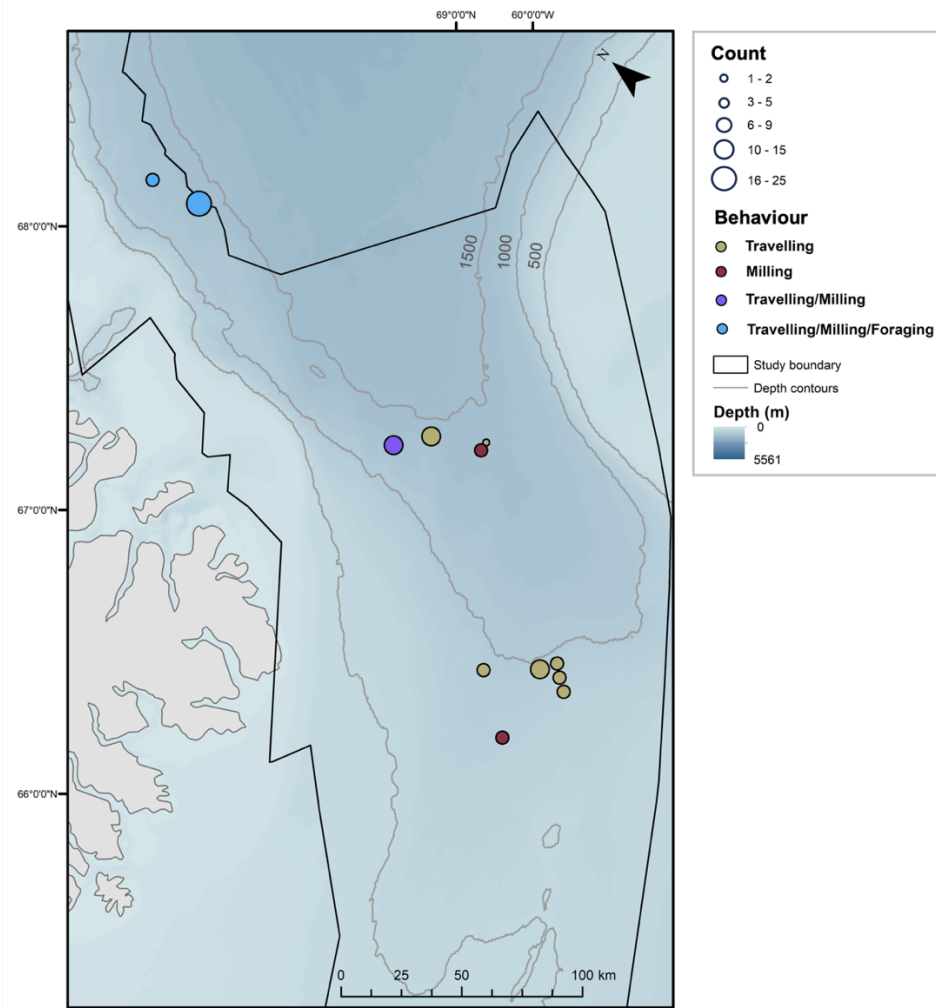 69°0'0"N 60°0'0"W
N
68°0'0"N
1500
1000
500
67°0'0"N
66°0'0"N
0 25 50 100 km
Count
1 - 2
3 - 5
6 - 9
10 - 15
16 - 25
Behaviour
Travelling
Milling
Travelling/Milling
Travelling/Milling/Foraging
Study boundary
Depth contours
Depth (m)
0
5561